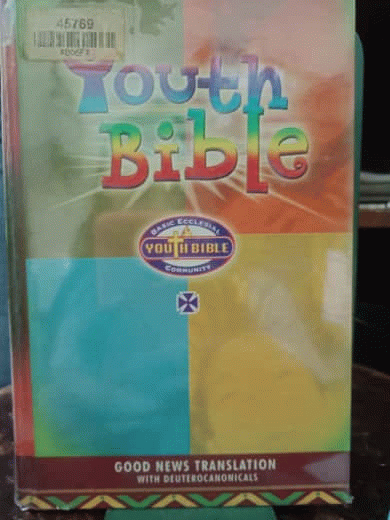 45769
Youth
Bible
BASIC ECCLESIAL
YOUTH BIBLE
COMMUNITY
GOOD NEWS TRANSLATION
WITH DEUTEROCANONICALS